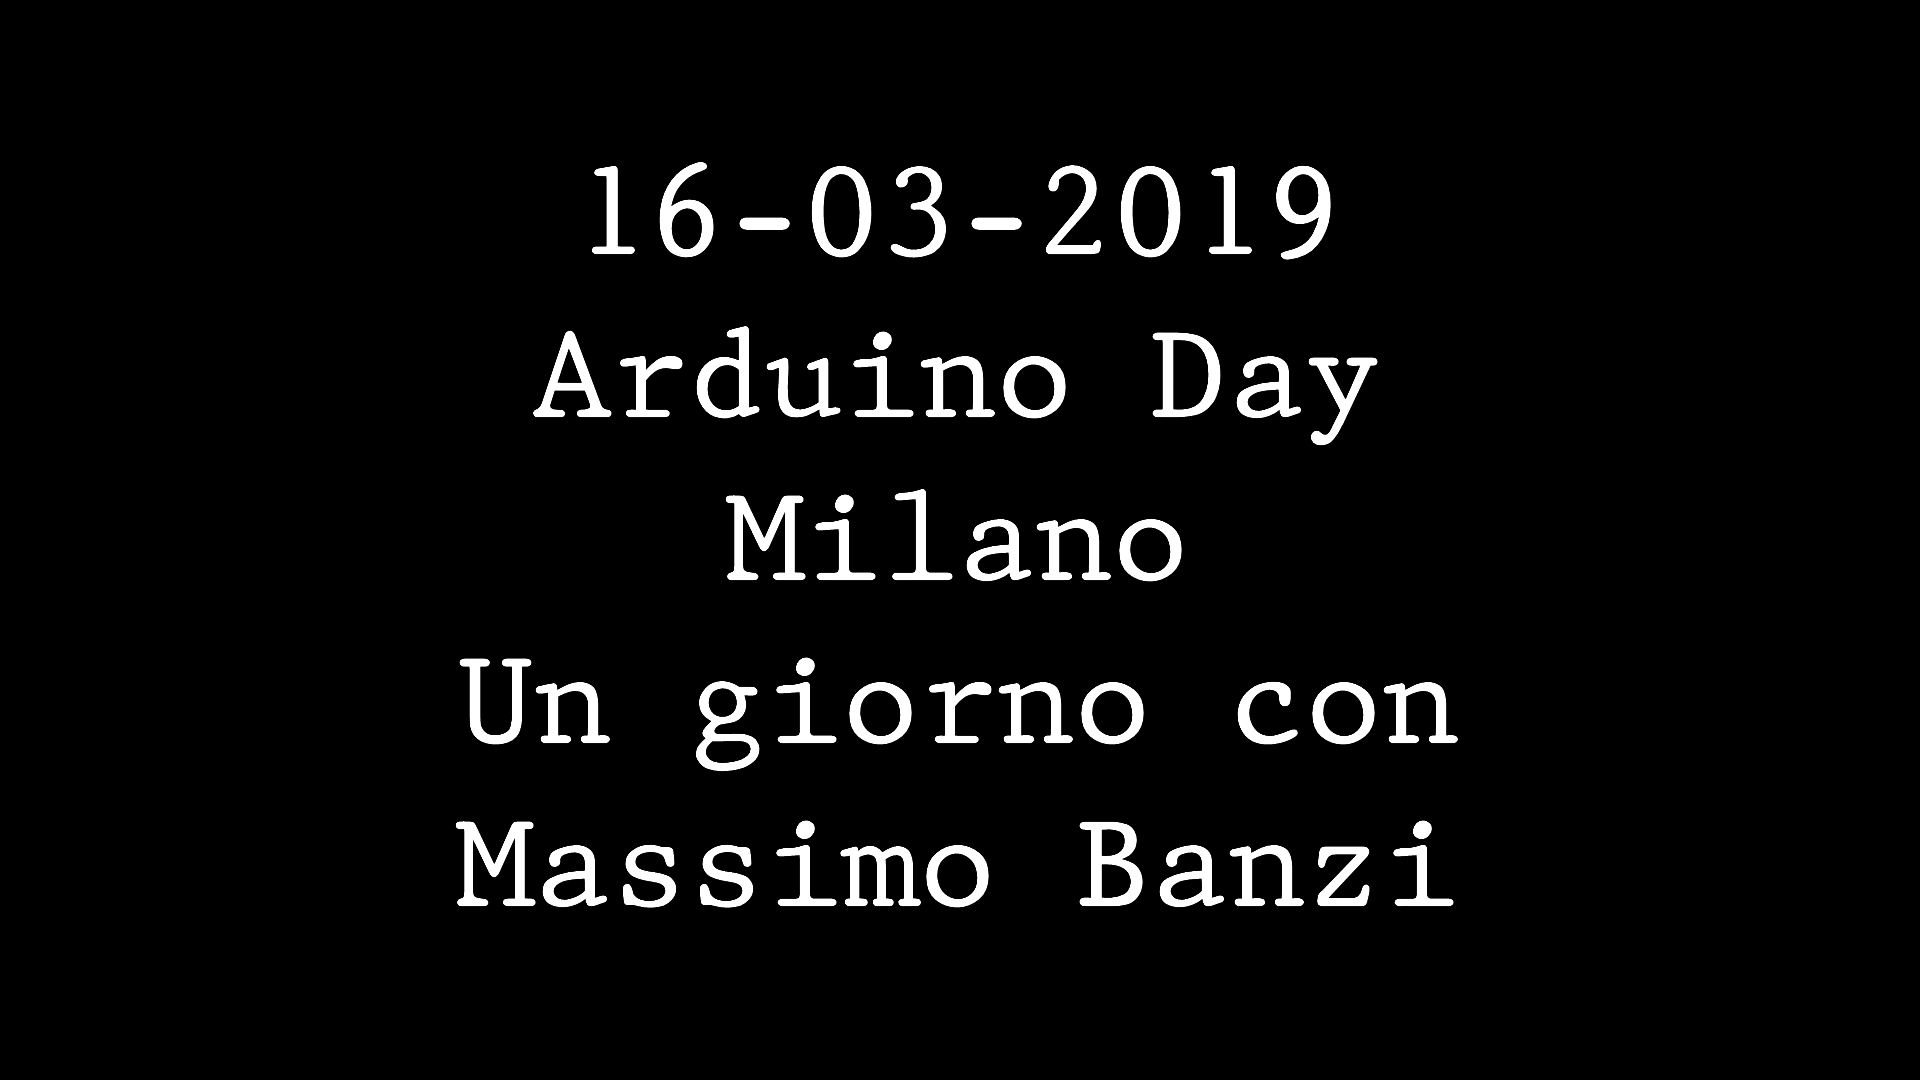 16-03-2019
Arduino Day
Milano
Un giorno con
Massimo Banzi